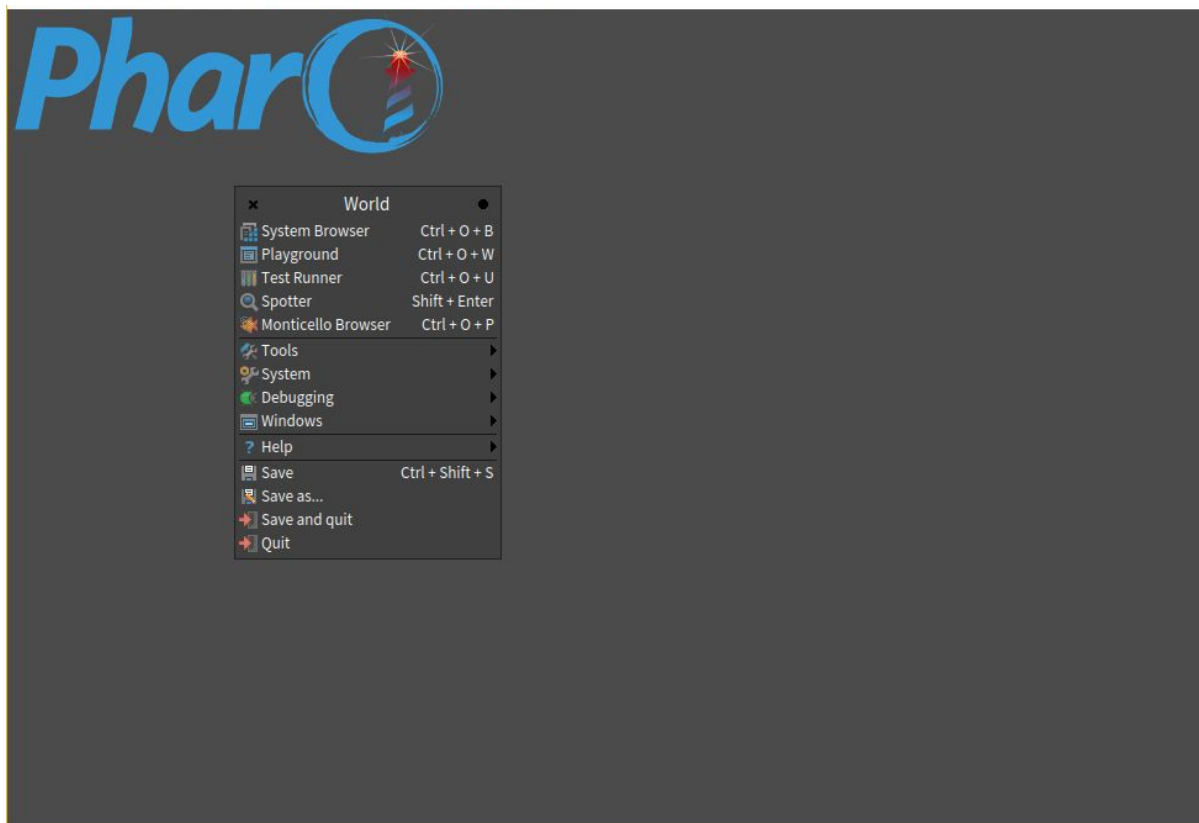 Pharo
World
System Browser Ctrl + O + B
Playground Ctrl + O + W
Test Runner Ctrl + O + U
Spotter Shift + Enter
Monticello Browser Ctrl + O + P
Tools
System
Debugging
Windows
? Help
Save Ctrl + Shift + S
Save as...
Save and quit
Quit